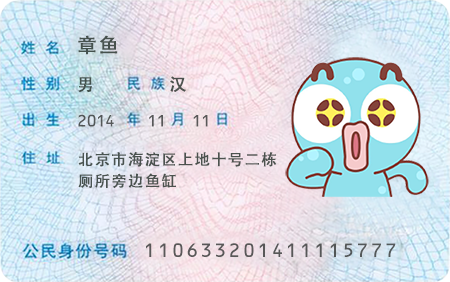 姓名 章鱼
性别 男 民族 汉
出生 2014 年 11 月 11 日
住址 北京市海淀区上地十号二栋
厕所旁边鱼缸
公民身份号码 110633201411115777